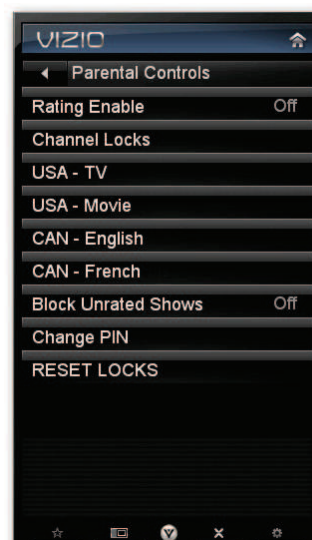 VIZIO
Parental Controls
Rating Enable Off
Channel Locks
USA - TV
USA - Movie
CAN - English
CAN - French
Block Unrated Shows Off
Change PIN
RESET LOCKS